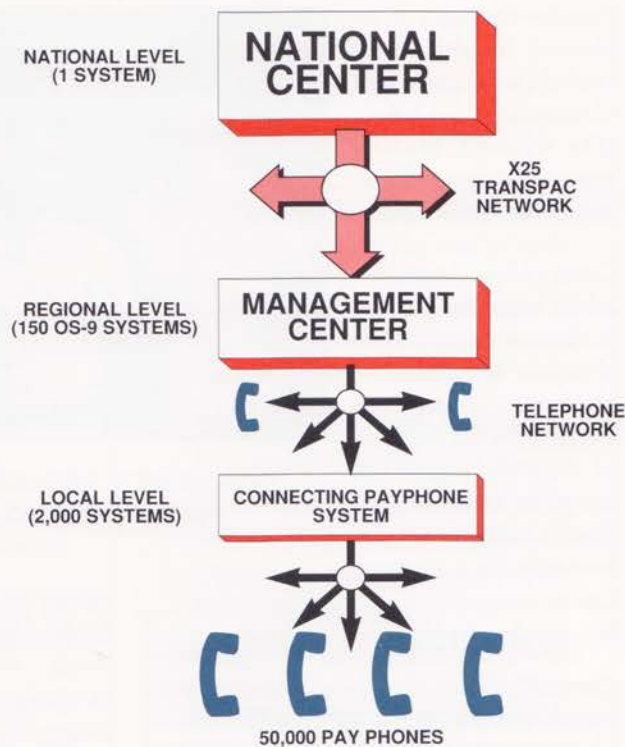 NATIONAL LEVEL
(1 SYSTEM)
NATIONAL
CENTER
X25
TRANSPAC
NETWORK
REGIONAL LEVEL
(150 OS-9 SYSTEMS)
MANAGEMENT
CENTER
TELEPHONE
NETWORK
LOCAL LEVEL
(2,000 SYSTEMS)
CONNECTING PAYPHONE
SYSTEM
50,000 PAY PHONES